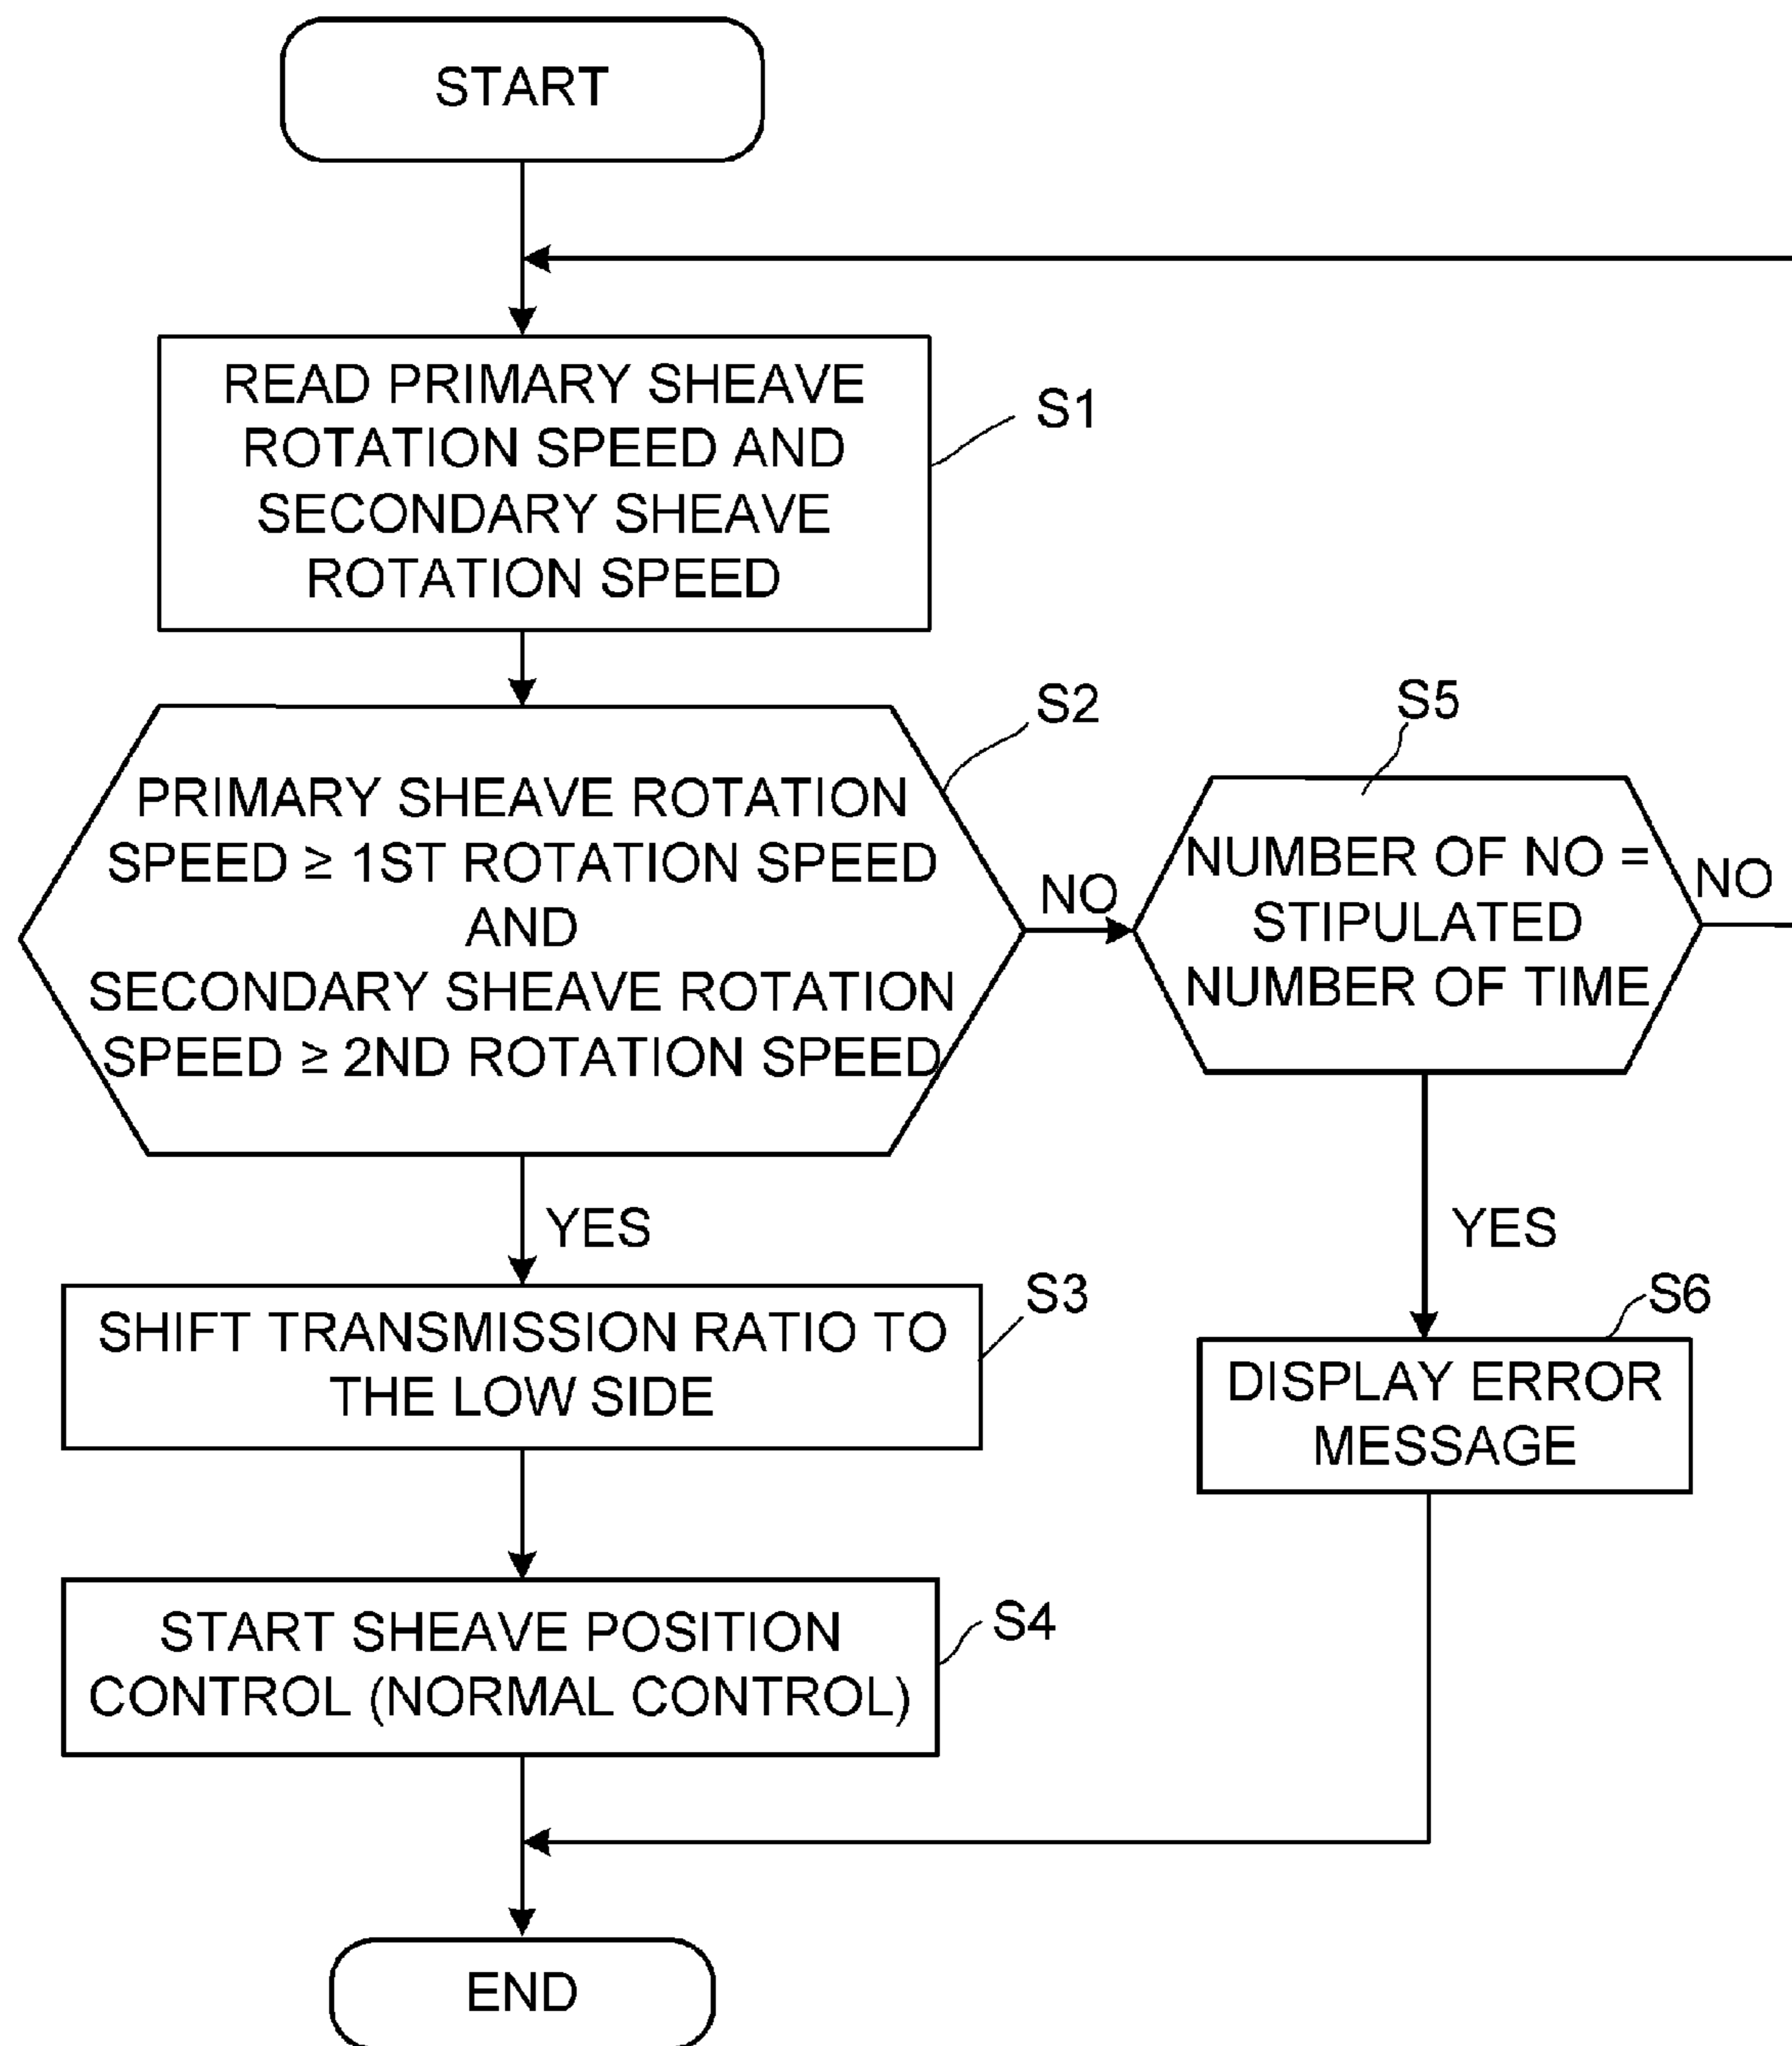 START
READ PRIMARY SHEAVE
ROTATION SPEED AND
SECONDARY SHEAVE
ROTATION SPEED
S1
PRIMARY SHEAVE ROTATION
SPEED ≥ 1ST ROTATION SPEED
AND
SECONDARY SHEAVE ROTATION
SPEED ≥ 2ND ROTATION SPEED
S2
NO
S5
NUMBER OF NO =
STIPULATED
NUMBER OF TIME
NO
YES
YES
SHIFT TRANSMISSION RATIO TO
THE LOW SIDE
S3
S6
DISPLAY ERROR
MESSAGE
START SHEAVE POSITION
CONTROL (NORMAL CONTROL)
S4
END